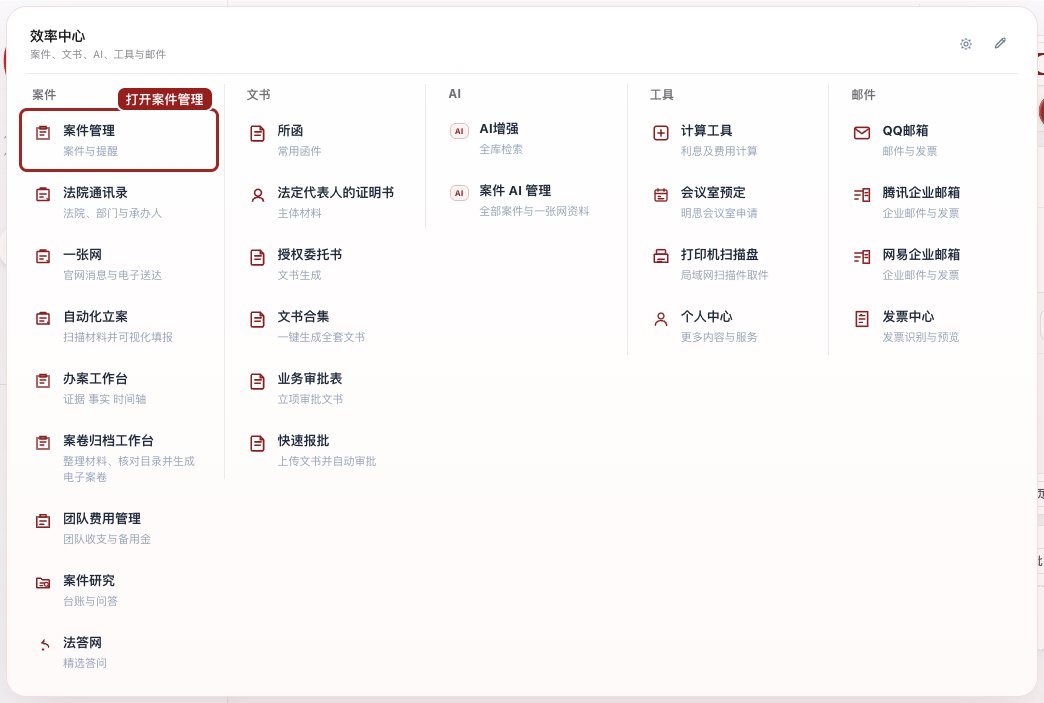 效率中心
案件、文书、AI、工具与邮件
案件
打开案件管理
案件管理
案件与提醒
法院通讯录
法院、部门与承办人
一张网
官网消息与电子送达
自动化立案
扫描材料并可视化填报
办案工作台
证据 事实 时间轴
案卷归档工作台
整理材料、核对目录并生成
电子案卷
团队费用管理
团队收支与备用金
案件研究
台账与问答
法答网
精选答问
文书
所函
常用函件
法定代表人的证明书
主体材料
授权委托书
文书生成
文书合集
一键生成全套文书
业务审批表
立项审批文书
快速报批
上传文书并自动审批
AI
AI
AI增强
全库检索
AI
案件 AI 管理
全部案件与一张网资料
工具
计算工具
利息及费用计算
会议室预定
明思会议室申请
打印机扫描盘
局域网扫描件取件
个人中心
更多内容与服务
邮件
QQ邮箱
邮件与发票
腾讯企业邮箱
企业邮件与发票
网易企业邮箱
企业邮件与发票
发票中心
发票识别与预览